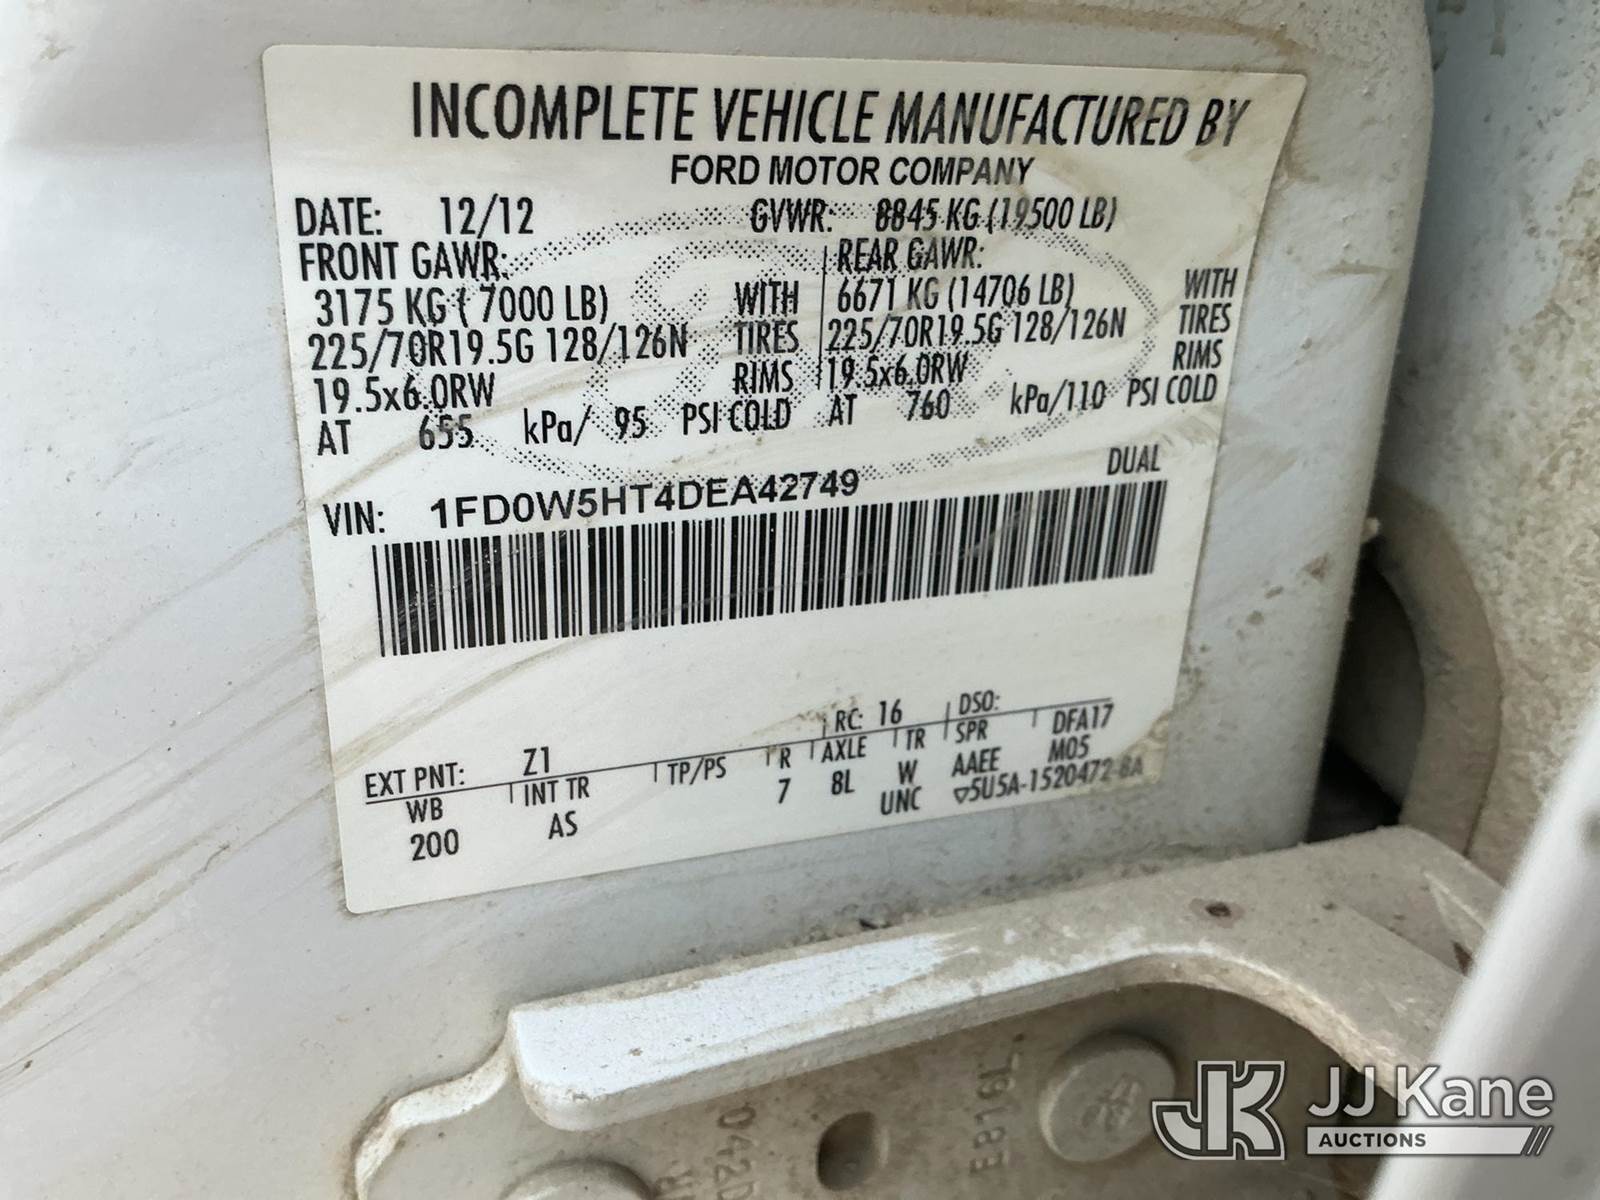 INCOMPLETE VEHICLE MANUFACTURED BY
FORD MOTOR COMPANY
DATE: 12/12 GVWR: 8845 KG (19500 LB)
FRONT GAWR: REAR GAWR:
3175 KG ( 7000 LB) WITH 6671 KG (14706 LB) WITH
225/70R19.5G 128/126N TIRES 225/70R19.5G 128/126N TIRES
19.5x6.0RW RIMS 19.5x6.0RW RIMS
AT 655 kPa/ 95 PSI COLD AT 760 kPa/110 PSI COLD
DUAL
VIN: 1FD0W5HT4DEA42749
EXT PNT: Z1 RC: 16 DSO:
WB INT TR TP/PS R AXLE TR SPR DFA17
200 AS 7 8L W AAEE M05
UNC ▽5U5A-1520472-BA
JK JJ Kane
AUCTIONS